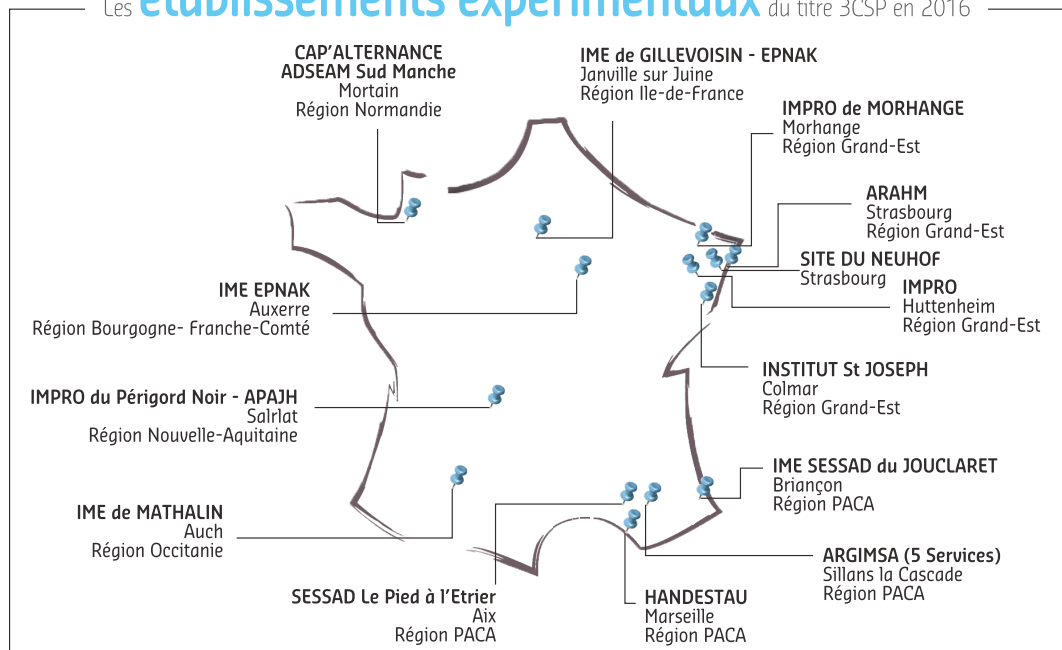 Les établissements expérimentaux du titre 3CSP en 2016
CAP'ALTERNANCE
ADSEAM Sud Manche
Mortain
Région Normandie
IME de GILLEVOISIN - EPNAK
Janville sur Juine
Région Ile-de-France
IMPRO de MORHANGE
Morhange
Région Grand-Est
ARAHM
Strasbourg
Région Grand-Est
SITE DU NEUHOF
Strasbourg
IMPRO
Huttenheim
Région Grand-Est
IME EPNAK
Auxerre
Région Bourgogne- Franche-Comté
INSTITUT St JOSEPH
Colmar
Région Grand-Est
IMPRO du Périgord Noir - APAJH
Salrlat
Région Nouvelle-Aquitaine
IME SESSAD du JOUCLARET
Briançon
Région PACA
IME de MATHALIN
Auch
Région Occitanie
ARGIMSA (5 Services)
Sillans la Cascade
Région PACA
SESSAD Le Pied à l'Etrier
Aix
Région PACA
HANDESTAU
Marseille
Région PACA